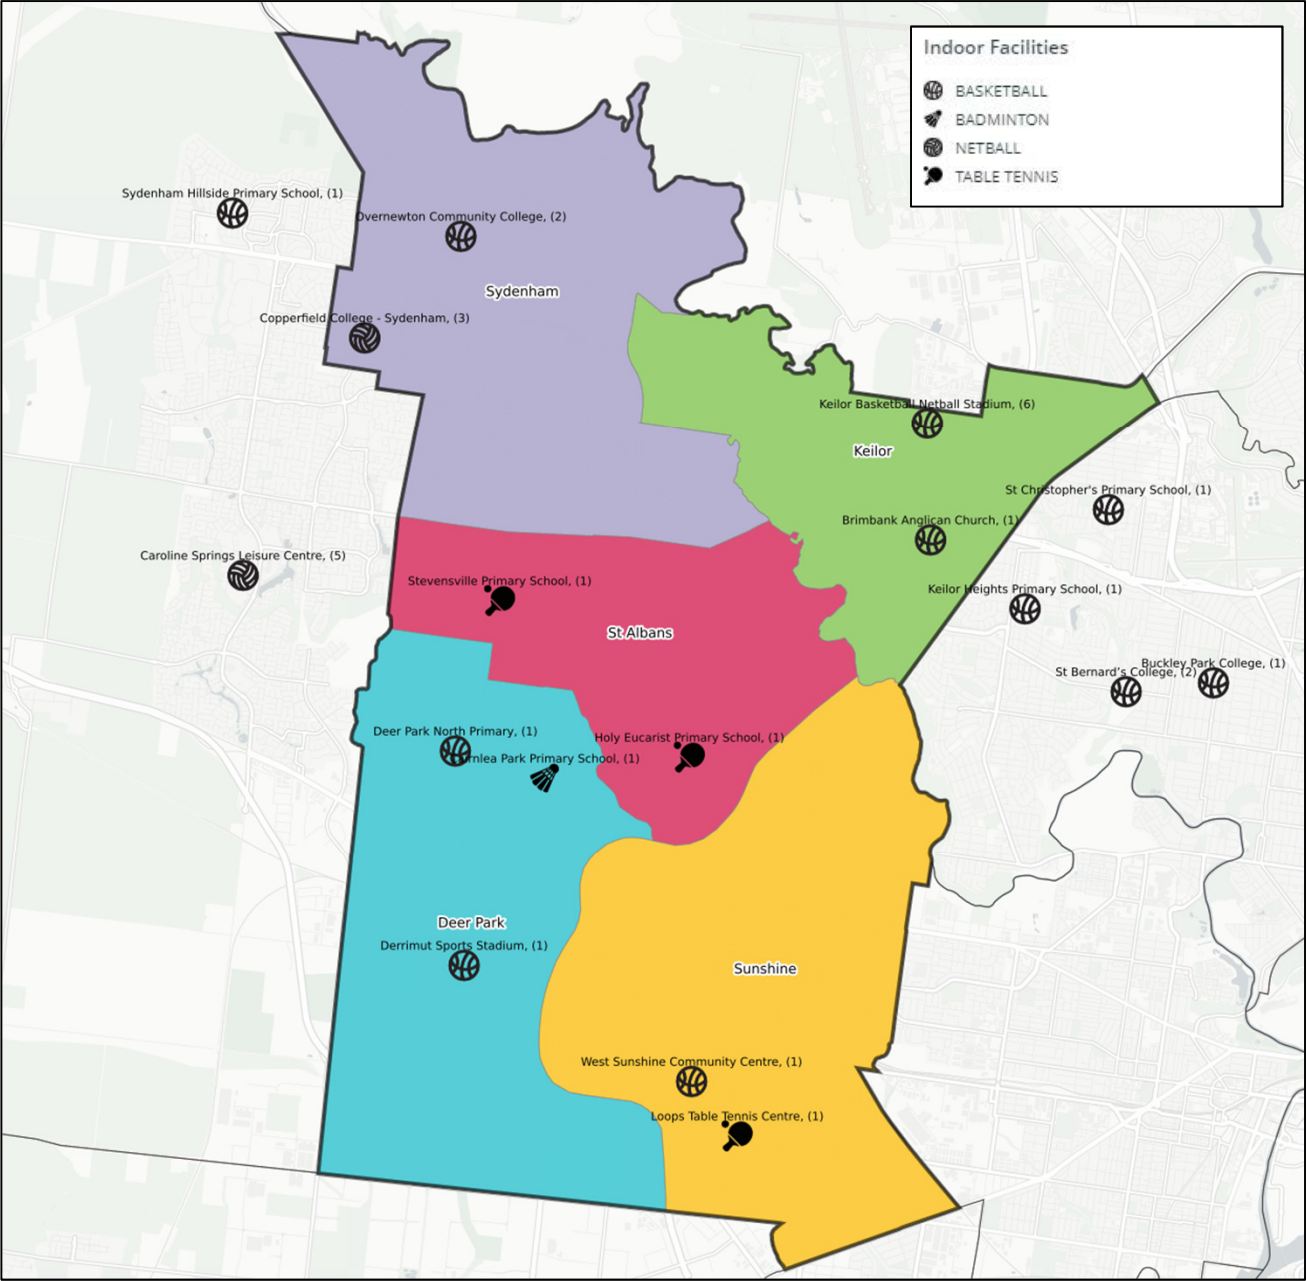 Indoor Facilities
BASKETBALL
BADMINTON
NETBALL
TABLE TENNIS
Sydenham Hillside Primary School, (1)
Overnewton Community College, (2)
Sydenham
Copperfield College - Sydenham, (3)
Keilor Basketball Netball Stadium, (6)
Keilor
St Christopher's Primary School, (1)
Brimbank Anglican Church, (1)
Caroline Springs Leisure Centre, (5)
Stevensville Primary School, (1)
Keilor Heights Primary School, (1)
St Albans
Buckley Park College, (1)
St Bernard’s College, (2)
Deer Park North Primary, (1)
Holy Eucarist Primary School, (1)
Park Primary School, (1)
Deer Park
Derrimut Sports Stadium, (1)
Sunshine
West Sunshine Community Centre, (1)
Loops Table Tennis Centre, (1)